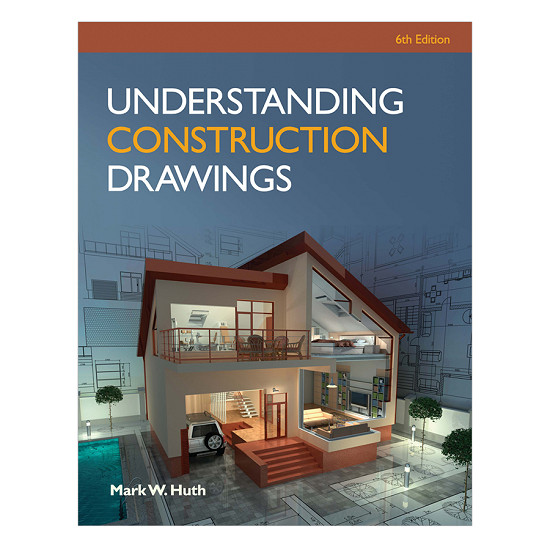 6th Edition
UNDERSTANDING
CONSTRUCTION
DRAWINGS
Mark W. Huth